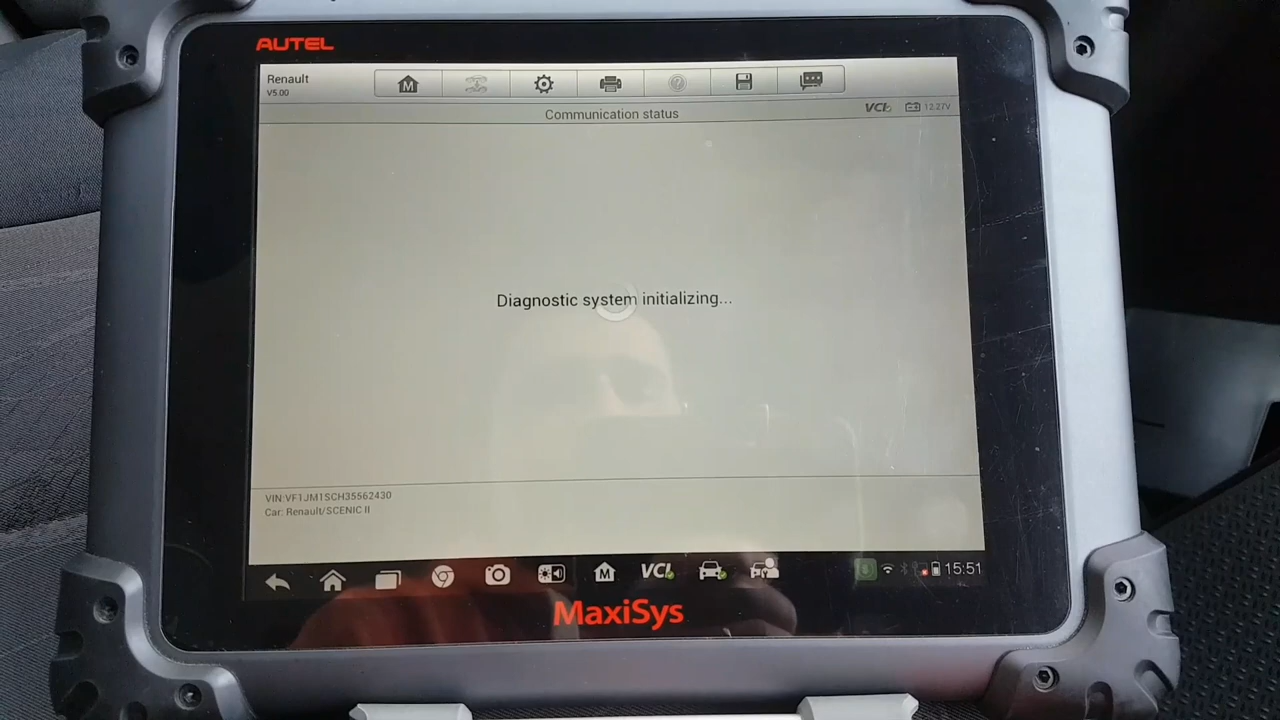 AUTEL
Renault
V5.00
Communication status
VCI
12.27V
Diagnostic system initializing...
VIN:VF1JM1SCH35562430
Car: Renault/SCENIC II
VCI
15:51
MaxiSys